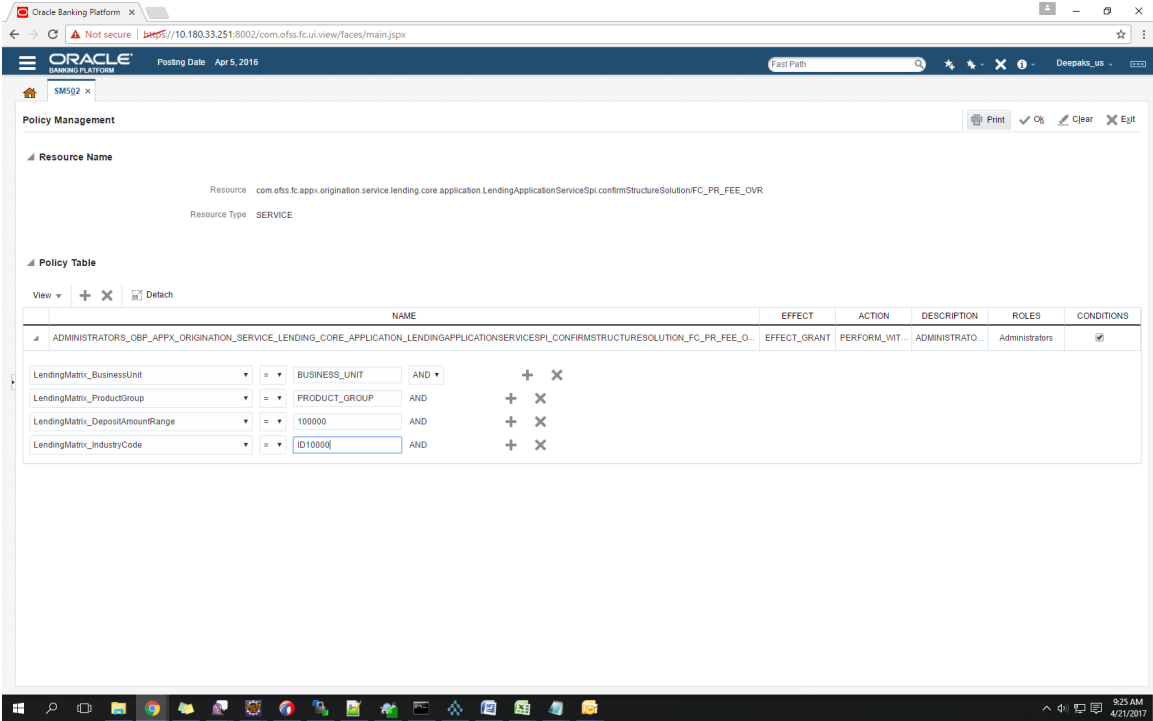 Oracle Banking Platform
Not secure | https://10.180.33.251:8002/com.ofss.fc.ui.view/faces/main.jspx
ORACLE
BANKING PLATFORM
Posting Date Apr 5, 2016
Fast Path
Deepaks_us
SM502
Policy Management
Print Ok Clear Exit
Resource Name
Resource com.ofss.fc.appx.origination.service.lending.core.application.LendingApplicationServiceSpi.confirmStructureSolution/FC_PR_FEE_OVR
Resource Type SERVICE
Policy Table
View Detach
NAME EFFECT ACTION DESCRIPTION ROLES CONDITIONS
ADMINISTRATORS_OBP_APPX_ORIGINATION_SERVICE_LENDING_CORE_APPLICATION_LENDINGAPPLICATIONSERVICESPI_CONFIRMSTRUCTURESOLUTION_FC_PR_FEE_O... EFFECT_GRANT PERFORM_WIT... ADMINISTRATO... Administrators
LendingMatrix_BusinessUnit = BUSINESS_UNIT AND
LendingMatrix_ProductGroup = PRODUCT_GROUP AND
LendingMatrix_DepositAmountRange = 100000 AND
LendingMatrix_IndustryCode = ID10000 AND
9:25 AM
4/21/2017